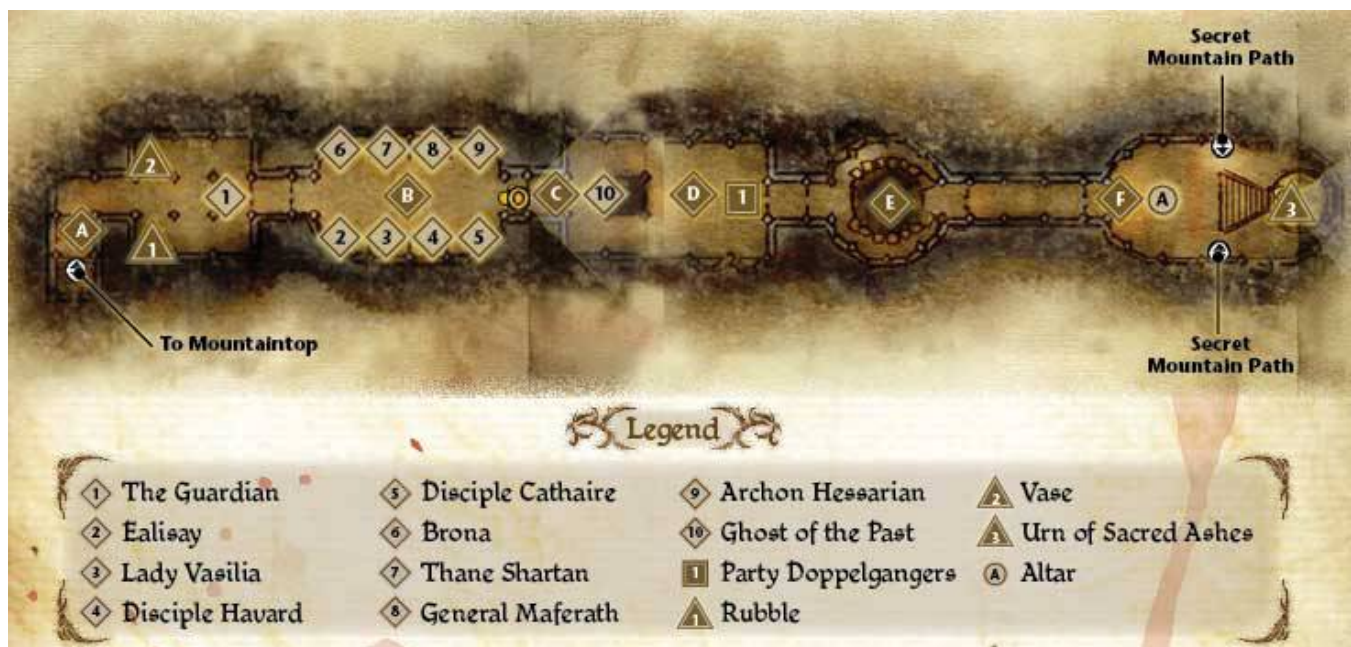 Secret
Mountain Path
6 7 8 9
2
1 B C 10 D 1 E F A 3
A
1 2 3 4 5
To Mountaintop
Secret
Mountain Path
Legend
1 The Guardian
2 Ealisay
3 Lady Vasilia
4 Disciple Havard
5 Disciple Cathaire
6 Brona
7 Thane Shartan
8 General Maferath
9 Archon Hessarian
10 Ghost of the Past
1 Party Doppelgangers
1 Rubble
2 Vase
3 Urn of Sacred Ashes
A Altar